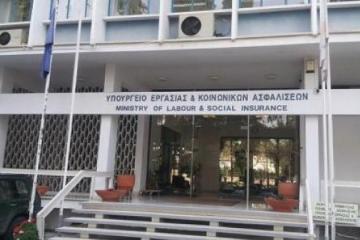 ΥΠΟΥΡΓΕΙΟ ΕΡΓΑΣΙΑΣ & ΚΟΙΝΩΝΙΚΩΝ ΑΣΦΑΛΙΣΕΩΝ
MINISTRY OF LABOUR & SOCIAL INSURANCE